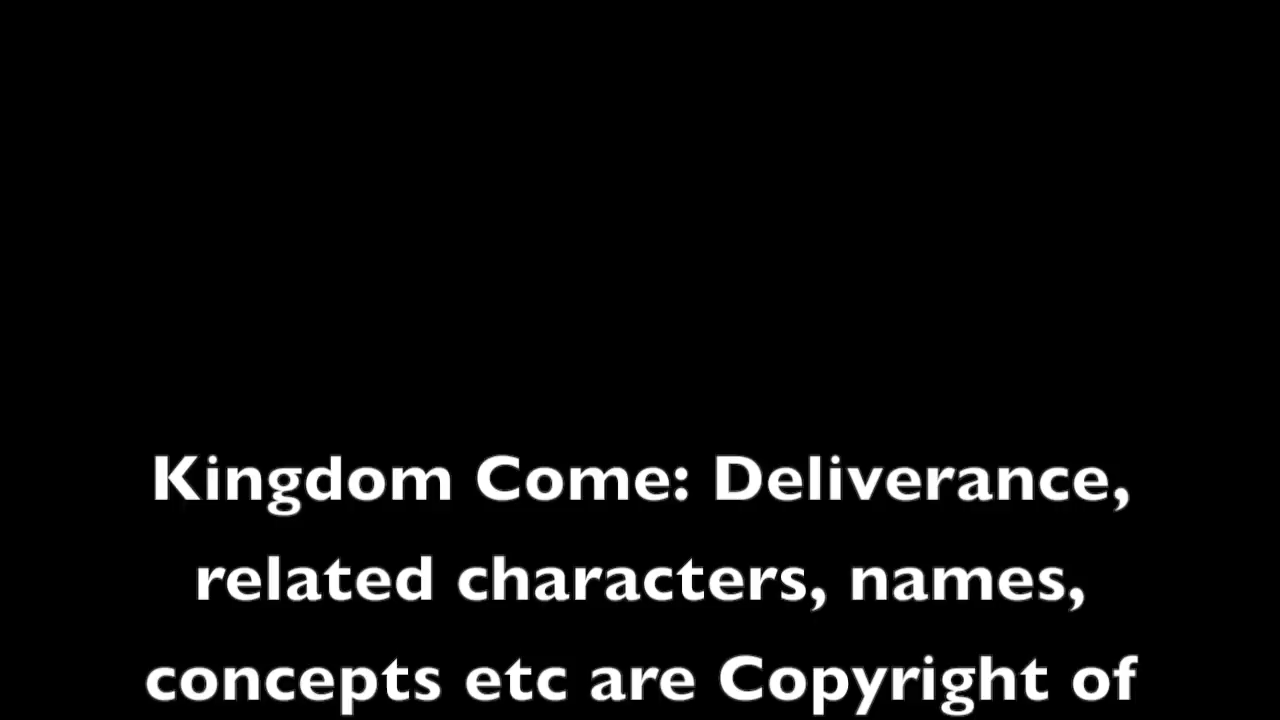 Kingdom Come: Deliverance,
related characters, names,
concepts etc are Copyright of